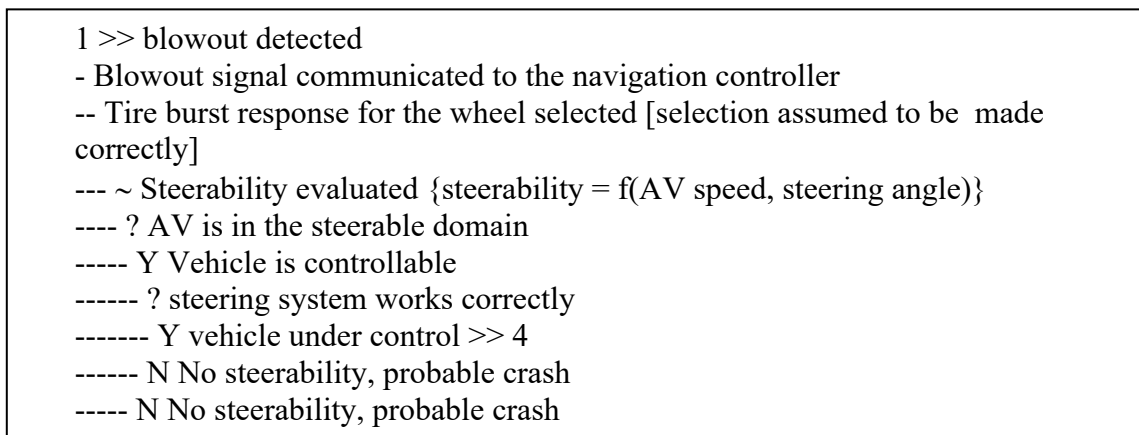 1 >> blowout detected
- Blowout signal communicated to the navigation controller
-- Tire burst response for the wheel selected [selection assumed to be  made
correctly]
--- ~ Steerability evaluated {steerability = f(AV speed, steering angle)}
---- ? AV is in the steerable domain
----- Y Vehicle is controllable
------ ? steering system works correctly
------- Y vehicle under control >> 4
------ N No steerability, probable crash
----- N No steerability, probable crash